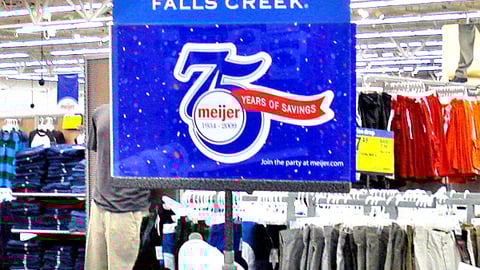 FALLS CREEK.
75
YEARS OF SAVINGS
meijer
1934 - 2009
Join the party at meijer.com